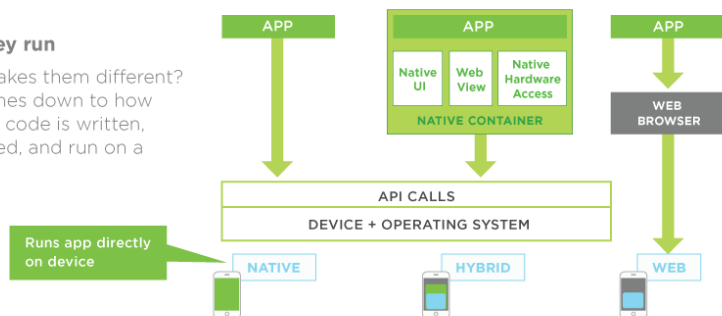 ey run
akes them different?
nes down to how
code is written,
ed, and run on a
APP
APP
Native
UI
Web
View
Native
Hardware
Access
NATIVE CONTAINER
APP
WEB
BROWSER
API CALLS
DEVICE + OPERATING SYSTEM
Runs app directly
on device
NATIVE
HYBRID
WEB